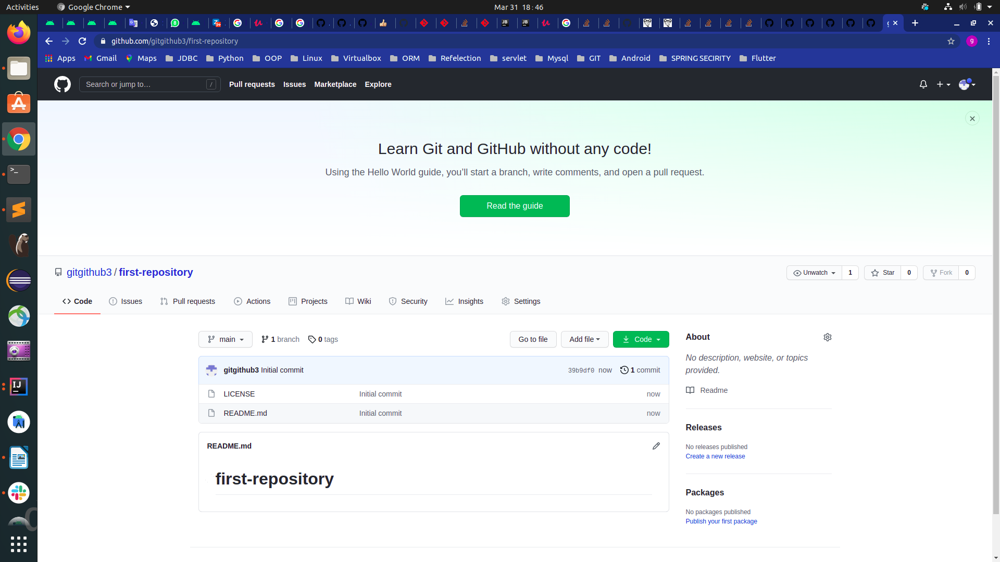 Activities
Google Chrome
Mar 31 18:46
github.com/gitgithub3/first-repository
g
Apps
Gmail
Maps
JDBC
Python
OOP
Linux
Virtualbox
ORM
Refelection
servlet
Mysql
GIT
Android
SPRING SECIRITY
Flutter
Search or jump to…
/
Pull requests
Issues
Marketplace
Explore
Learn Git and GitHub without any code!
Using the Hello World guide, you’ll start a branch, write comments, and open a pull request.
Read the guide
gitgithub3 / first-repository
Unwatch
1
Star
0
Fork
0
Code
Issues
Pull requests
Actions
Projects
Wiki
Security
Insights
Settings
main
1 branch
0 tags
Go to file
Add file
Code
gitgithub3 Initial commit
39b9df0 now
1 commit
LICENSE
Initial commit
now
README.md
Initial commit
now
README.md
first-repository
About
No description, website, or topics
provided.
Readme
Releases
No releases published
Create a new release
Packages
No packages published
Publish your first package